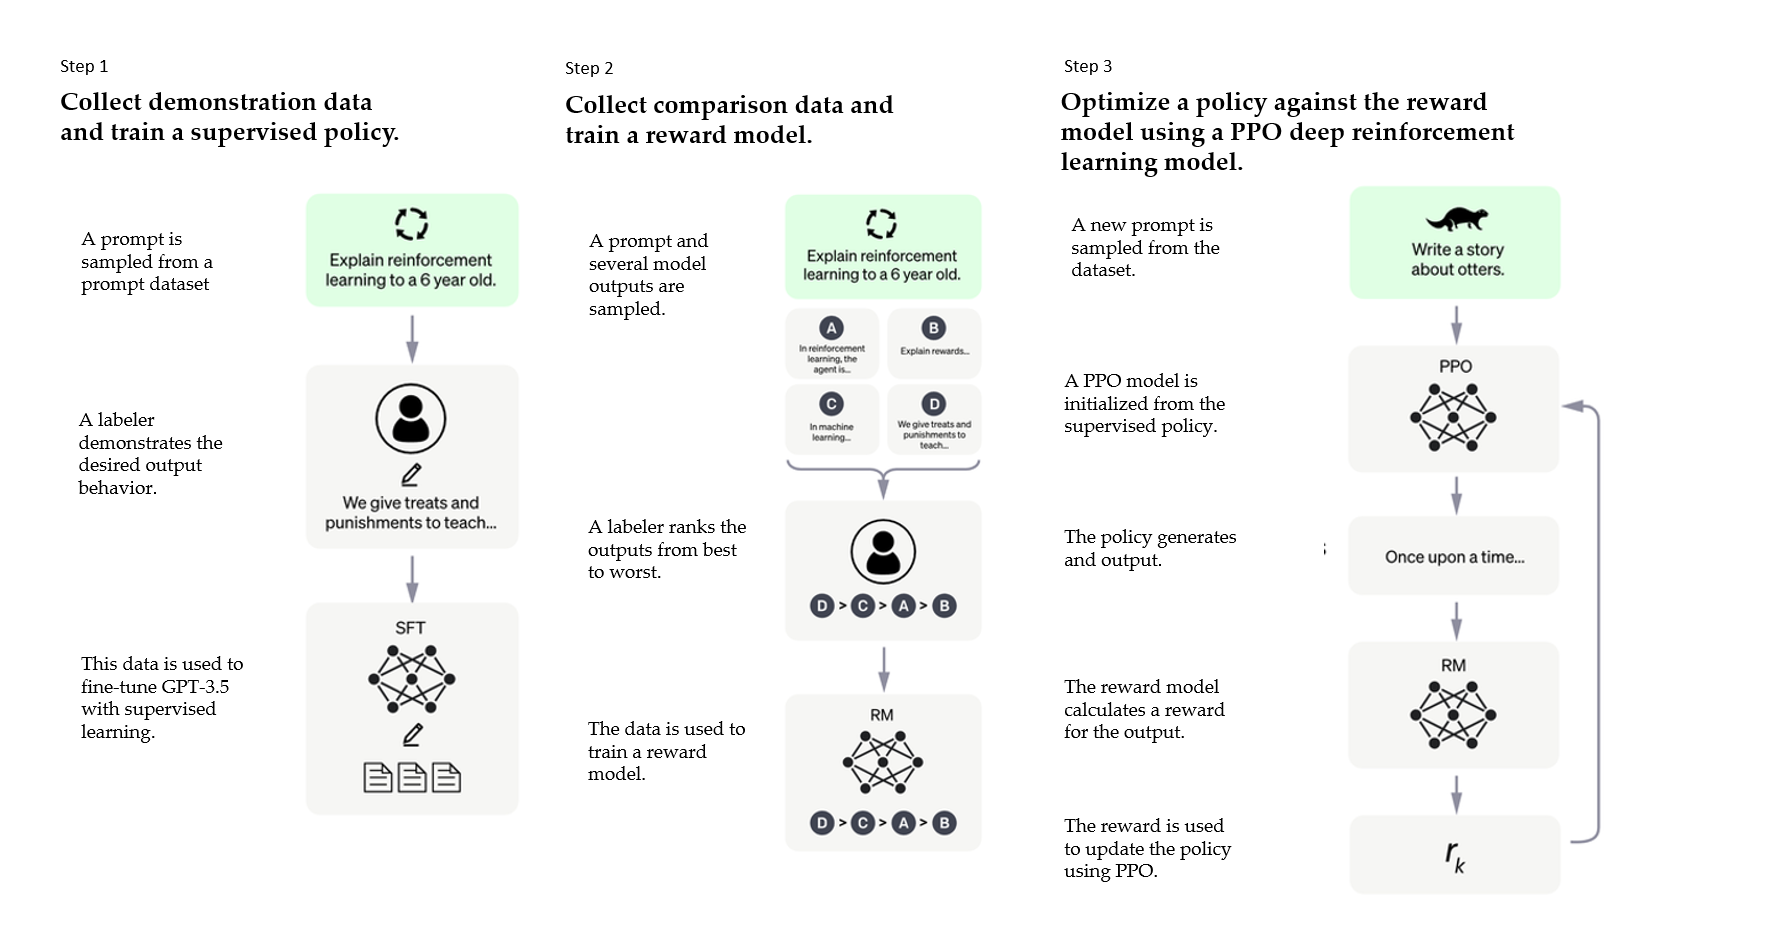 Step 1
Collect demonstration data
and train a supervised policy.
A prompt is
sampled from a
prompt dataset
Explain reinforcement
learning to a 6 year old.
A labeler
demonstrates the
desired output
behavior.
We give treats and
punishments to teach...
This data is used to
fine-tune GPT-3.5
with supervised
learning.
SFT
Step 2
Collect comparison data and
train a reward model.
A prompt and
several model
outputs are
sampled.
Explain reinforcement
learning to a 6 year old.
A
In reinforcement
learning, the
agent is...
B
Explain rewards...
C
In machine
learning...
D
We give treats and
punishments to
teach...
A labeler ranks the
outputs from best
to worst.
D > C > A > B
The data is used to
train a reward
model.
RM
D > C > A > B
Step 3
Optimize a policy against the reward
model using a PPO deep reinforcement
learning model.
A new prompt is
sampled from the
dataset.
Write a story
about otters.
A PPO model is
initialized from the
supervised policy.
PPO
The policy generates
and output.
Once upon a time...
The reward model
calculates a reward
for the output.
RM
The reward is used
to update the policy
using PPO.
rk